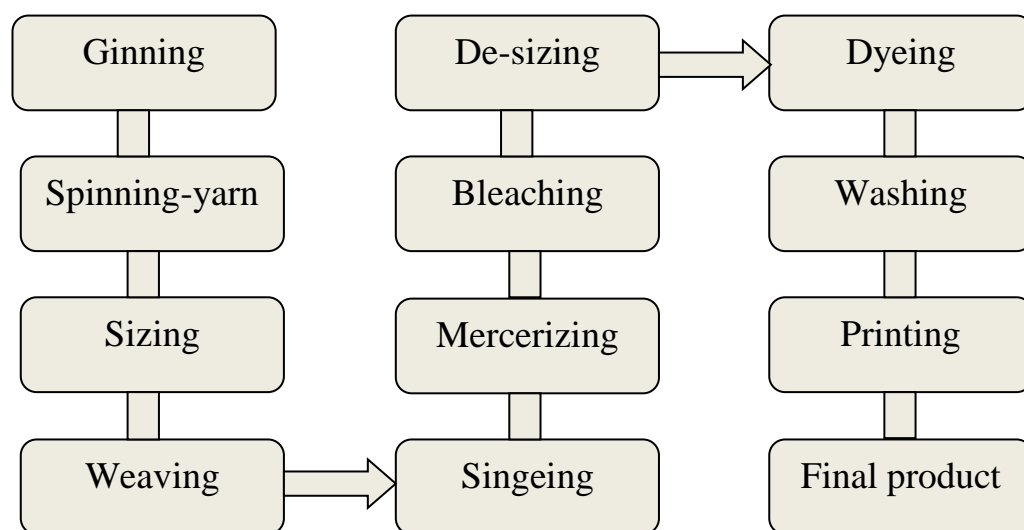 Ginning
Spinning-yarn
Sizing
Weaving
De-sizing
Bleaching
Mercerizing
Singeing
Dyeing
Washing
Printing
Final product